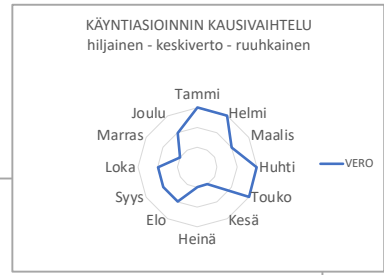 KÄYNTIASIOINNIN KAUSIVAIHTELU
hiljainen - keskiverto - ruuhkainen
Tammi
Helmi
Maalis
Huhti
Touko
Kesä
Heinä
Elo
Syys
Loka
Marras
Joulu
VERO